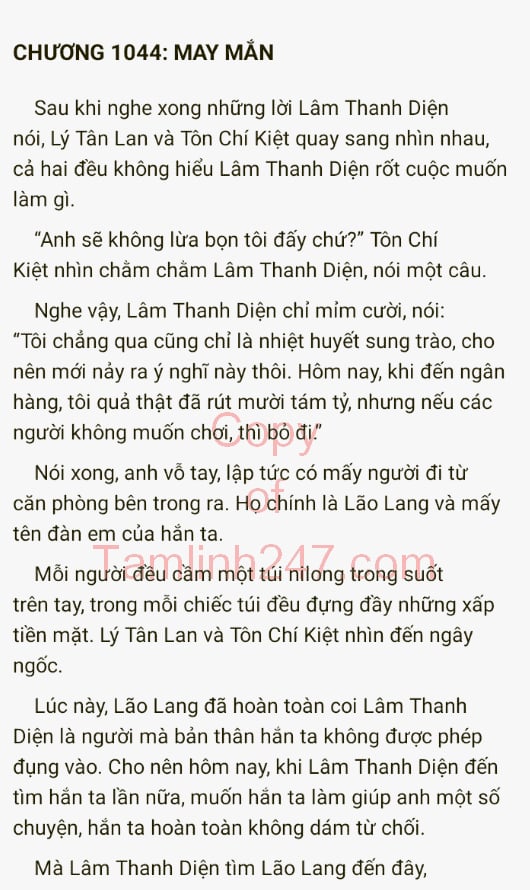 CHƯƠNG 1044: MAY MẮN
Sau khi nghe xong những lời Lâm Thanh Diện
nói, Lý Tân Lan và Tôn Chí Kiệt quay sang nhìn nhau,
cả hai đều không hiểu Lâm Thanh Diện rốt cuộc muốn
làm gì.
“Anh sẽ không lừa bọn tôi đấy chứ?” Tôn Chí
Kiệt nhìn chằm chằm Lâm Thanh Diện, nói một câu.
Nghe vậy, Lâm Thanh Diện chỉ mỉm cười, nói:
“Tôi chẳng qua cũng chỉ là nhiệt huyết sung trào, cho
nên mới nảy ra ý nghĩ này thôi. Hôm nay, khi đến ngân
hàng, tôi quả thật đã rút mười tám tỷ, nhưng nếu các
người không muốn chơi, thì bỏ đi.”
Nói xong, anh vỗ tay, lập tức có mấy người đi từ
căn phòng bên trong ra. Họ chính là Lão Lang và mấy
tên đàn em của hắn ta.
Mỗi người đều cầm một túi nilong trong suốt
trên tay, trong mỗi chiếc túi đều đựng đầy những xấp
tiền mặt. Lý Tân Lan và Tôn Chí Kiệt nhìn đến ngây
ngốc.
Lúc này, Lão Lang đã hoàn toàn coi Lâm Thanh
Diện là người mà bản thân hắn ta không được phép
đụng vào. Cho nên hôm nay, khi Lâm Thanh Diện đến
tìm hắn ta lần nữa, muốn hắn ta làm giúp anh một số
chuyện, hắn ta hoàn toàn không dám từ chối.
Mà Lâm Thanh Diện tìm Lão Lang đến đây,
Copy
of
Tamlinh247.com